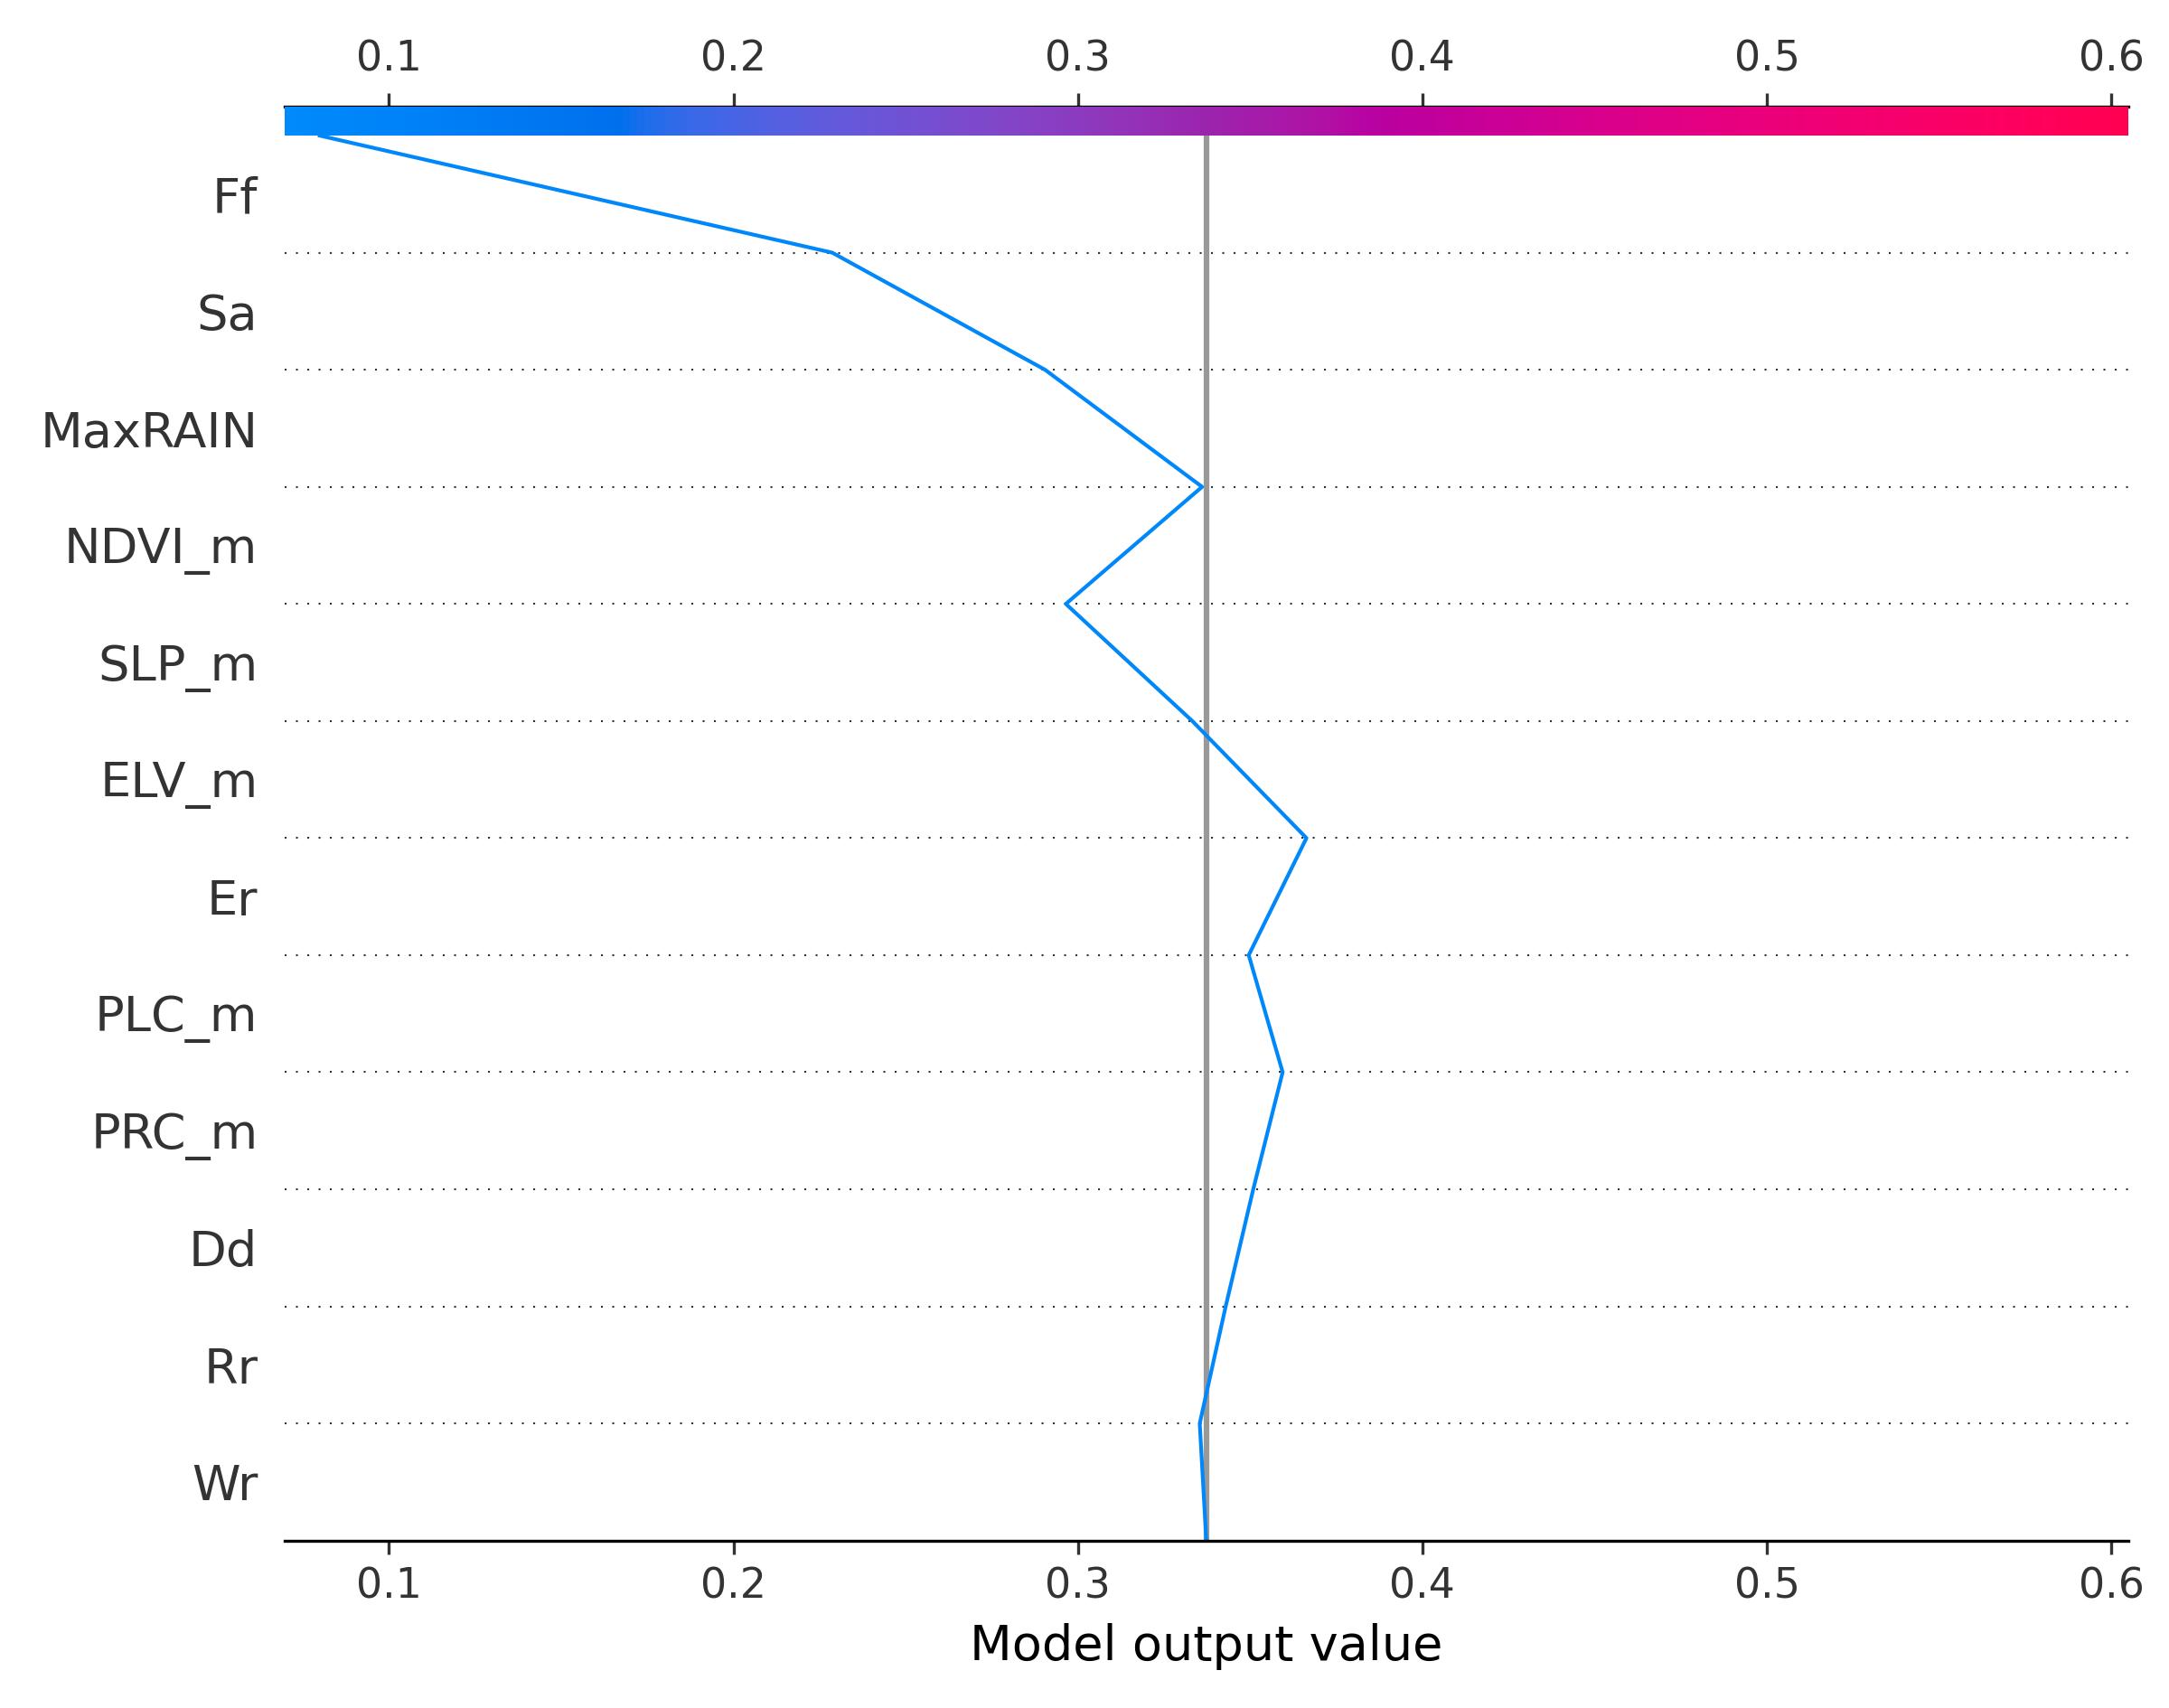 0.1 0.2 0.3 0.4 0.5 0.6
Ff
Sa
MaxRAIN
NDVI_m
SLP_m
ELV_m
Er
PLC_m
PRC_m
Dd
Rr
Wr
0.1 0.2 0.3 0.4 0.5 0.6
Model output value